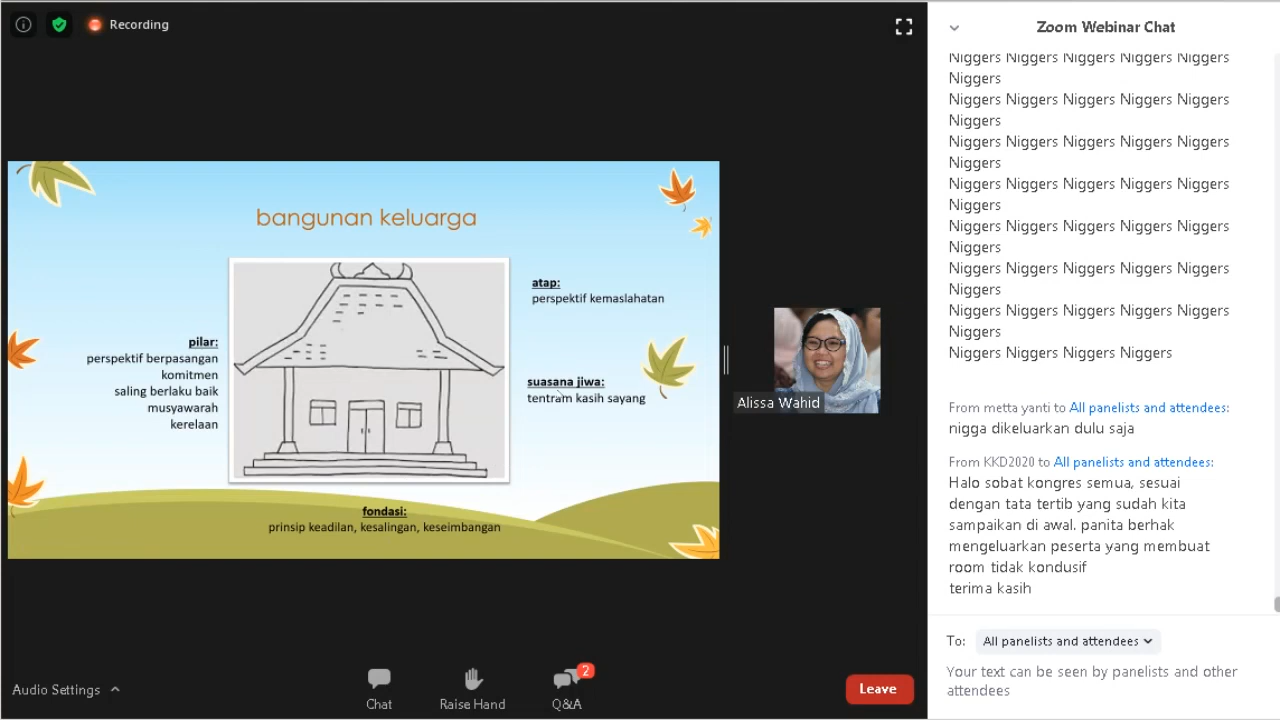 Recording
bangunan keluarga
atap:
perspektif kemaslahatan
pilar:
perspektif berpasangan
komitmen
saling berlaku baik
musyawarah
kerelaan
suasana jiwa:
tentram kasih sayang
fondasi:
prinsip keadilan, kesalingan, keseimbangan
Alissa Wahid
Audio Settings
Chat
Raise Hand
2
Q&A
Leave
Zoom Webinar Chat
Niggers Niggers Niggers Niggers Niggers
Niggers
Niggers Niggers Niggers Niggers Niggers
Niggers
Niggers Niggers Niggers Niggers Niggers
Niggers
Niggers Niggers Niggers Niggers Niggers
Niggers
Niggers Niggers Niggers Niggers Niggers
Niggers
Niggers Niggers Niggers Niggers Niggers
Niggers
Niggers Niggers Niggers Niggers Niggers
Niggers
Niggers Niggers Niggers Niggers
From metta yanti to All panelists and attendees:
nigga dikeluarkan dulu saja
From KKD2020 to All panelists and attendees:
Halo sobat kongres semua, sesuai
dengan tata tertib yang sudah kita
sampaikan di awal. panita berhak
mengeluarkan peserta yang membuat
room tidak kondusif
terima kasih
To: All panelists and attendees
Your text can be seen by panelists and other
attendees